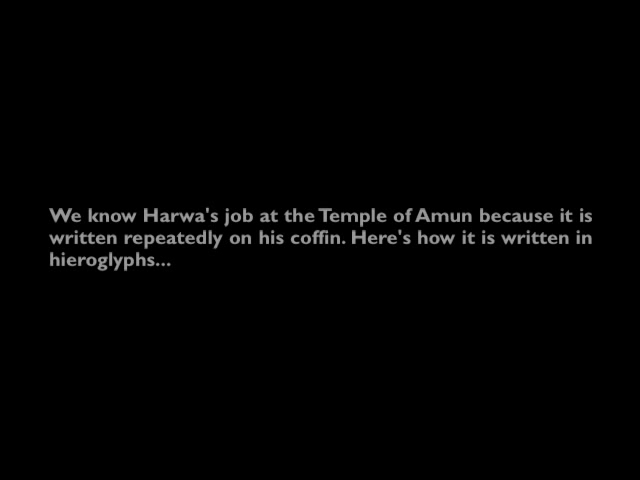 We know Harwa's job at the Temple of Amun because it is
written repeatedly on his coffin. Here's how it is written in
hieroglyphs...